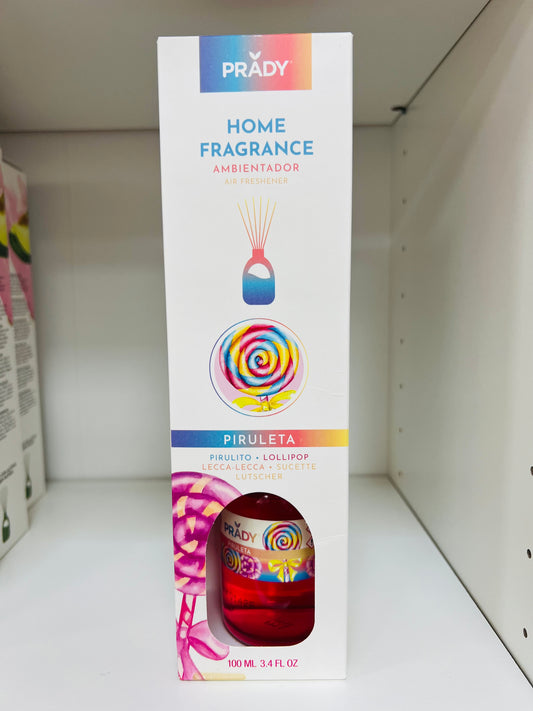 PRADY
HOME
FRAGRANCE
AMBIENTADOR
AIR FRESHENER
PIRULETA
PIRULITO • LOLLIPOP
LECCA-LECCA • SUCETTE
LUTSCHER
PRADY
PIRULETA
100 ML 3.4 FL OZ